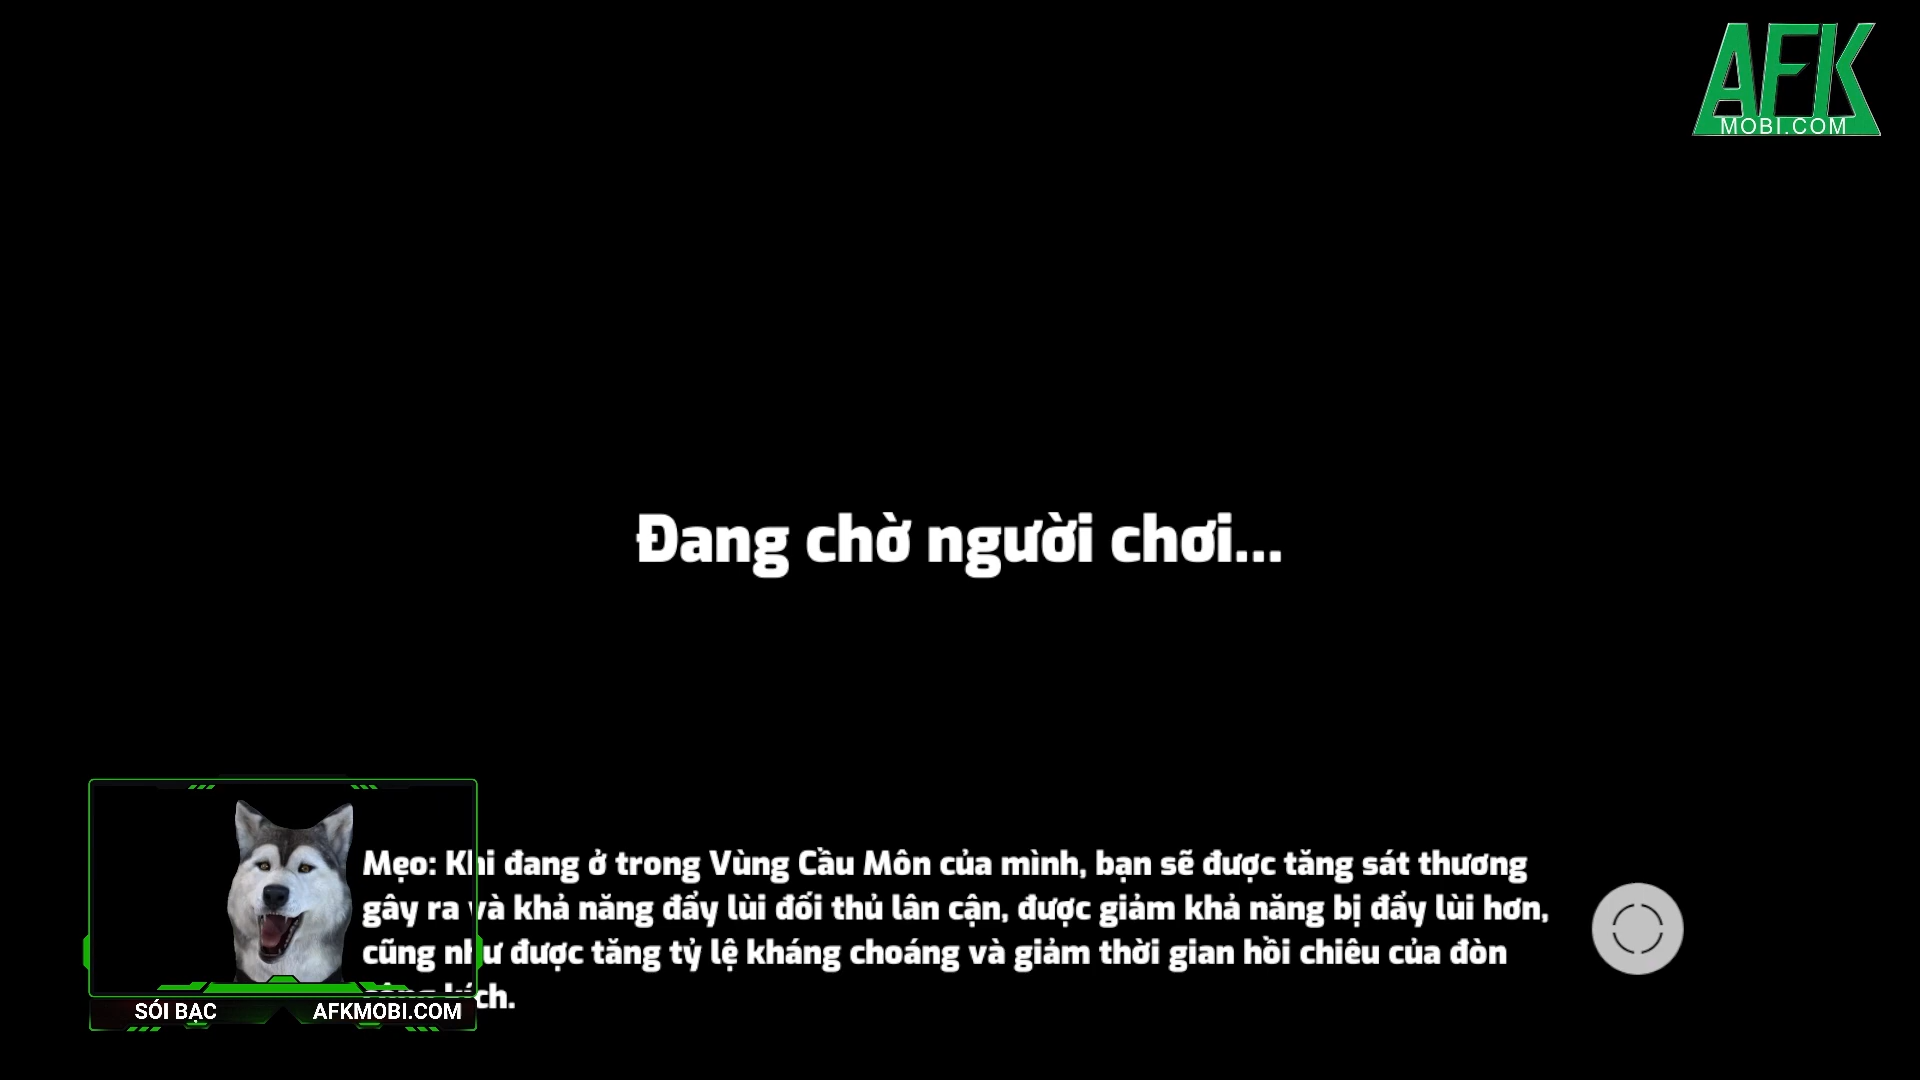 AFK
MOBI.COM
Đang chờ người chơi...
Mẹo: Khi đang ở trong Vùng Cầu Môn của mình, bạn sẽ được tăng sát thương
gây ra và khả năng đẩy lùi đối thủ lân cận, được giảm khả năng bị đẩy lùi hơn,
cũng như được tăng tỷ lệ kháng choáng và giảm thời gian hồi chiêu của đòn
công kích.
SÓI BẠC
AFKMOBI.COM